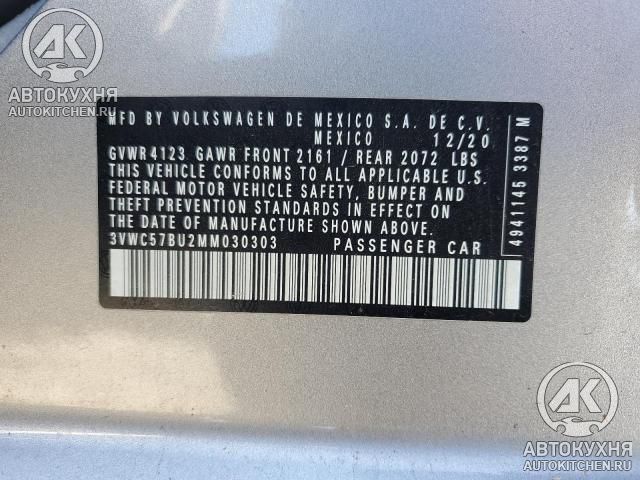 АК
АВТОКУХНЯ
AUTOKITCHEN.RU
MFD BY VOLKSWAGEN DE MEXICO S.A. DE C.V.
MEXICO 12/20
GVWR 4123 GAWR FRONT 2161 / REAR 2072 LBS
THIS VEHICLE CONFORMS TO ALL APPLICABLE U.S.
FEDERAL MOTOR VEHICLE SAFETY, BUMPER AND
THEFT PREVENTION STANDARDS IN EFFECT ON
THE DATE OF MANUFACTURE SHOWN ABOVE.
3VWC57BU2MM030303 PASSENGER CAR
4941145 3387 M
АК
АВТОКУХНЯ
AUTOKITCHEN.RU